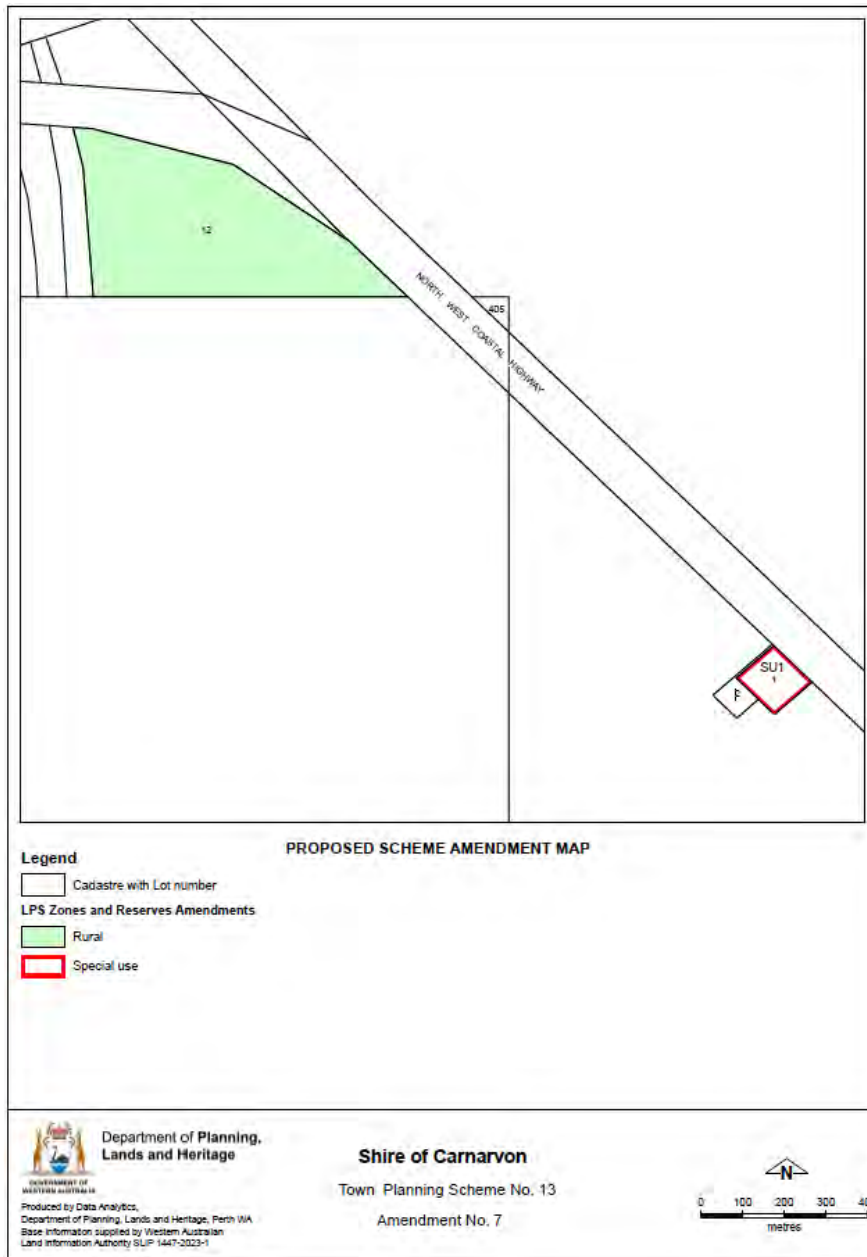 12
405
NORTH WEST COASTAL HIGHWAY
SU1
1
PROPOSED SCHEME AMENDMENT MAP
Legend
Cadastre with Lot number
LPS Zones and Reserves Amendments
Rural
Special use
Department of Planning,
Lands and Heritage
GOVERNMENT OF
WESTERN AUSTRALIA
Produced by Data Analytics,
Department of Planning, Lands and Heritage, Perth WA
Base information supplied by Western Australian
Land Information Authority SLIP 1447-2023-1
Shire of Carnarvon
Town Planning Scheme No. 13
Amendment No. 7
N
0 100 200 300
metres